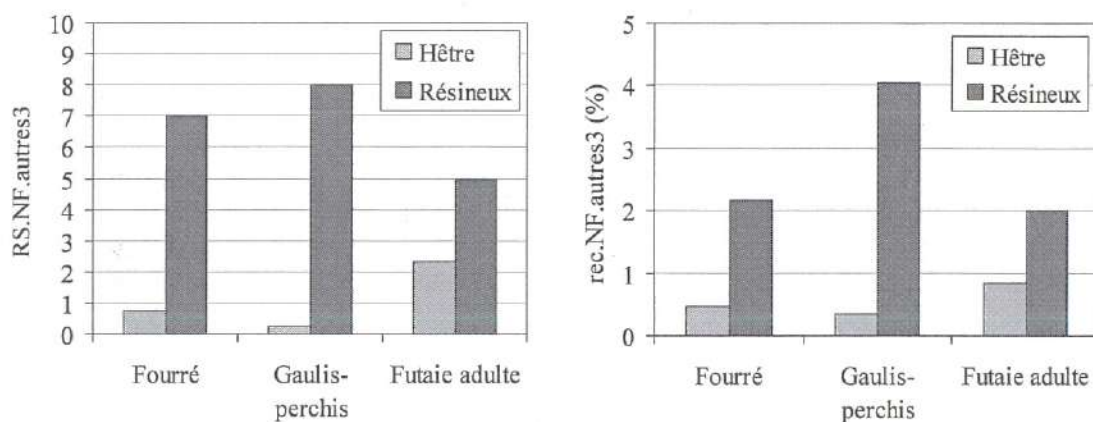 10
9
8
7
6
5
4
3
2
1
0
RS.NF.autres3
Hêtre
Résineux
Fourré
Gaulis-
perchis
Futaie adulte
5
4
3
2
1
0
rec.NF.autres3 (%)
Hêtre
Résineux
Fourré
Gaulis-
perchis
Futaie adulte